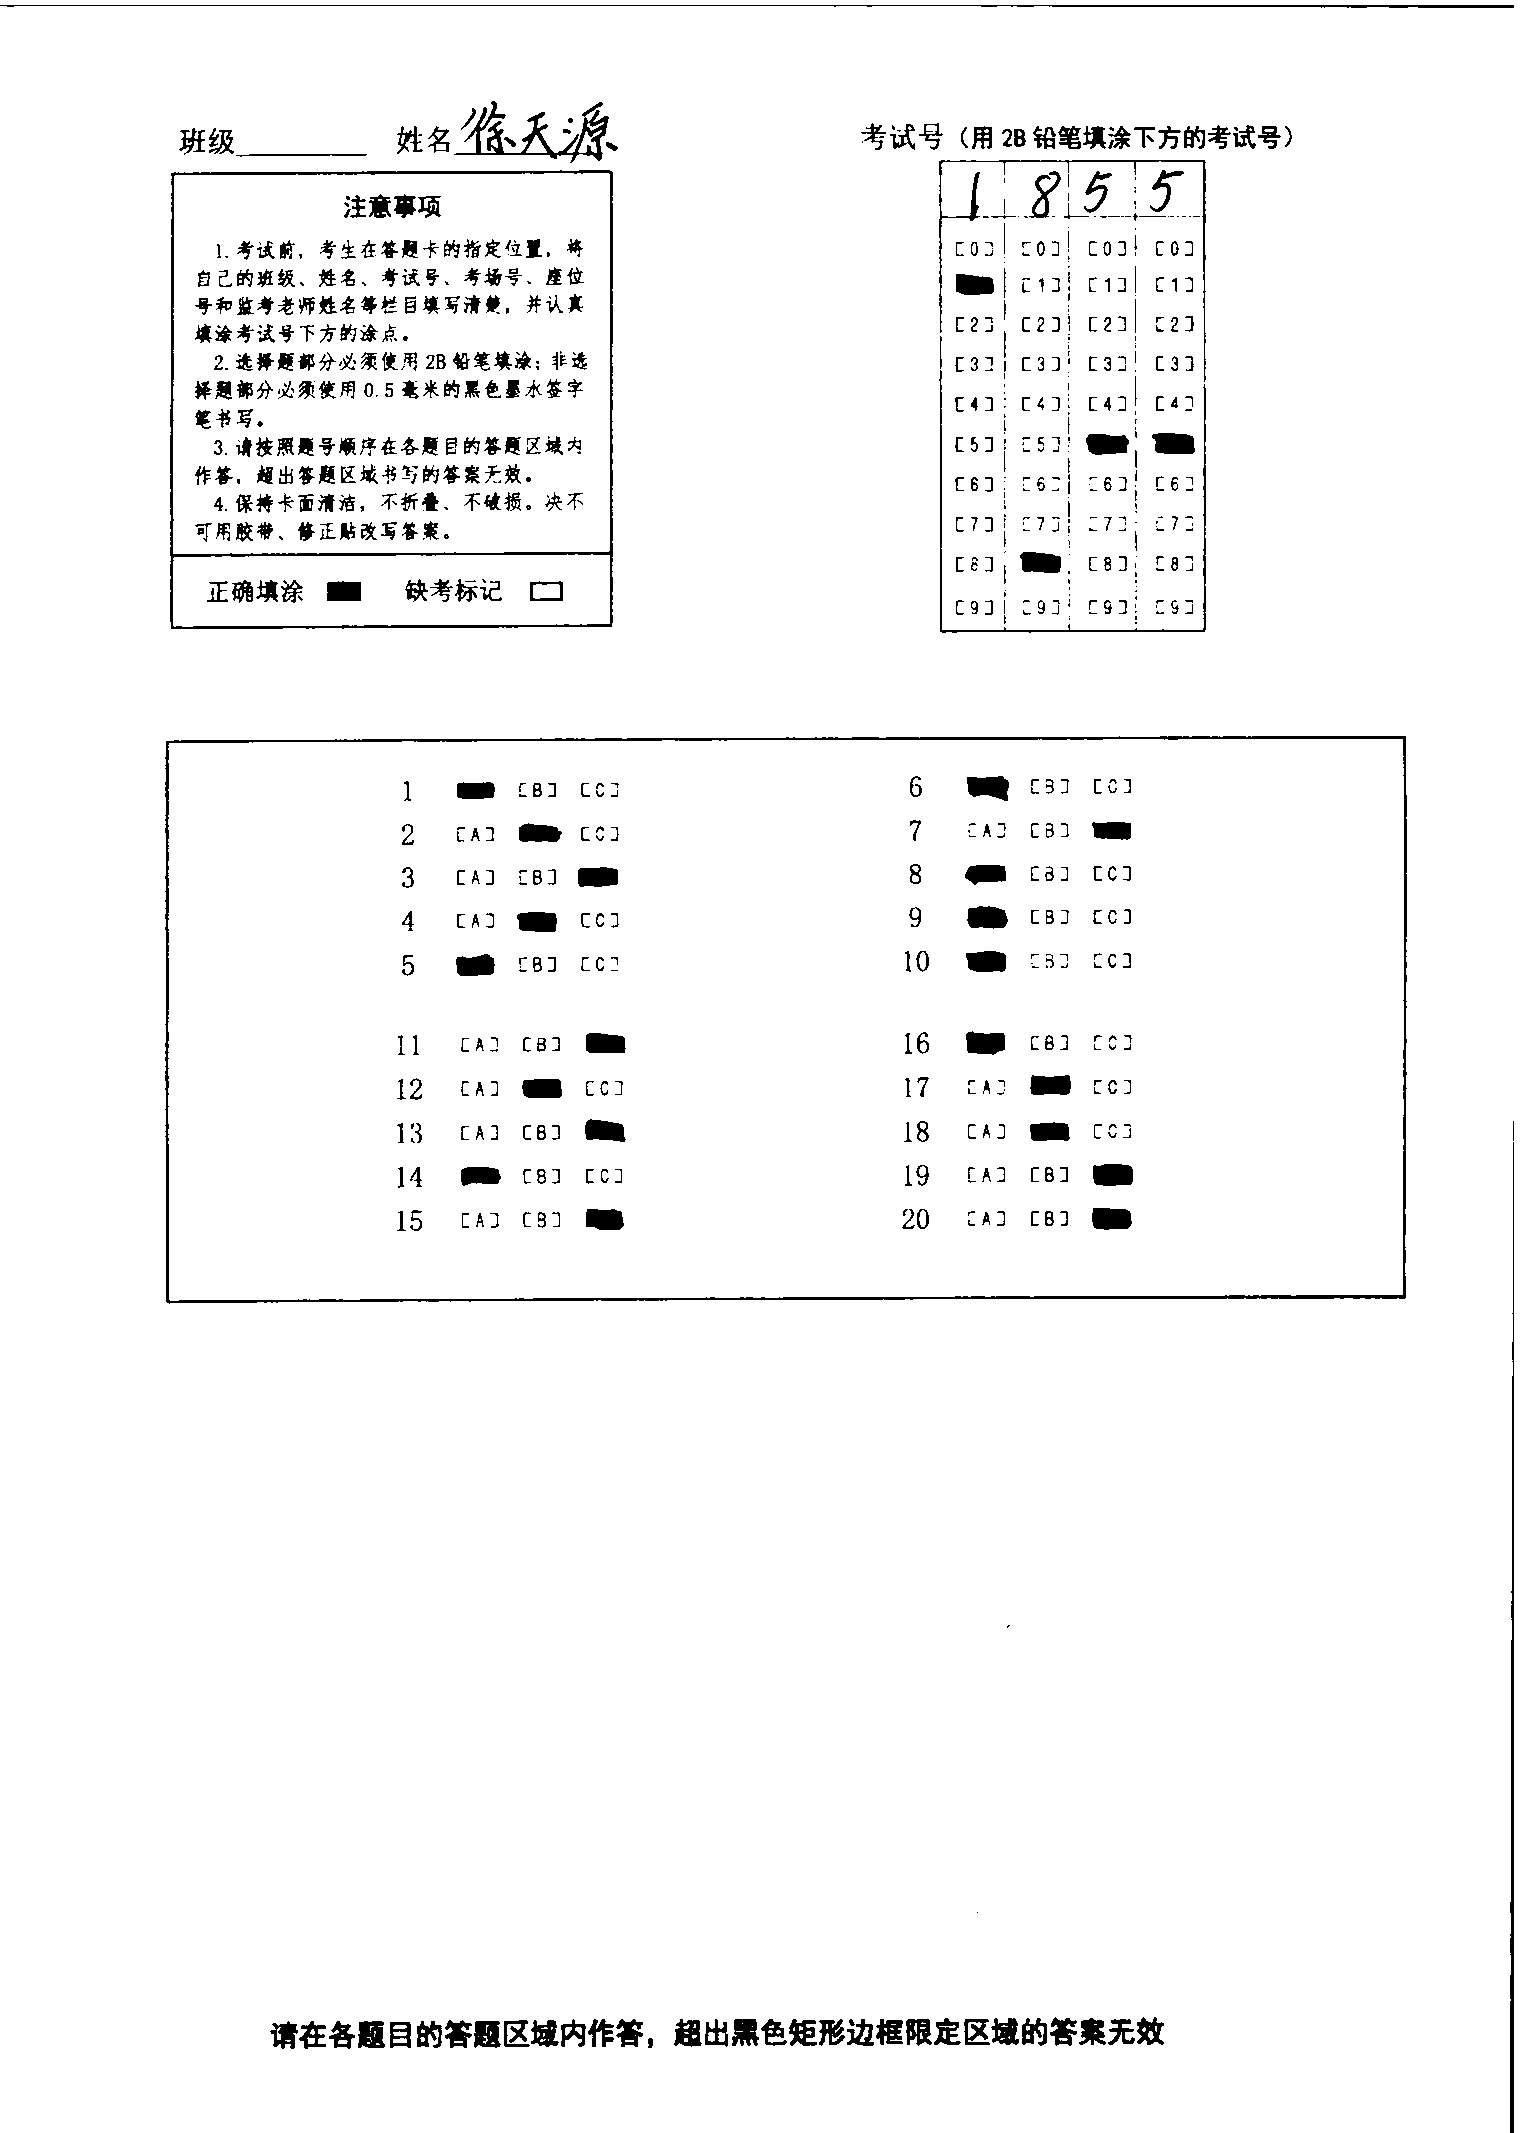 班级 姓名 徐天源
考试号（用 2B 铅笔填涂下方的考试号）
注意事项
1. 考试前，考生在答题卡的指定位置，将
自己的班级、姓名、考试号、考场号、座位
号和监考老师姓名等栏目填写清楚，并认真
填涂考试号下方的涂点。
2. 选择题部分必须使用 2B 铅笔填涂；非选
择题部分必须使用 0.5 毫米的黑色墨水签字
笔书写。
3. 请按照题号顺序在各题目的答题区域内
作答，超出答题区域书写的答案无效。
4. 保持卡面清洁，不折叠、不破损。决不
可用胶带、修正贴改写答案。
正确填涂 缺考标记
1 8 5 5
[0] [0] [0] [0]
[1] [1] [1]
[2] [2] [2] [2]
[3] [3] [3] [3]
[4] [4] [4] [4]
[5] [5]
[6] [6] [6] [6]
[7] [7] [7] [7]
[8] [8] [8]
[9] [9] [9] [9]
1 [B] [C]
2 [A] [C]
3 [A] [B]
4 [A] [C]
5 [B] [C]
6 [B] [C]
7 [A] [B]
8 [B] [C]
9 [B] [C]
10 [B] [C]
11 [A] [B]
12 [A] [C]
13 [A] [B]
14 [B] [C]
15 [A] [B]
16 [B] [C]
17 [A] [C]
18 [A] [C]
19 [A] [B]
20 [A] [B]
请在各题目的答题区域内作答，超出黑色矩形边框限定区域的答案无效